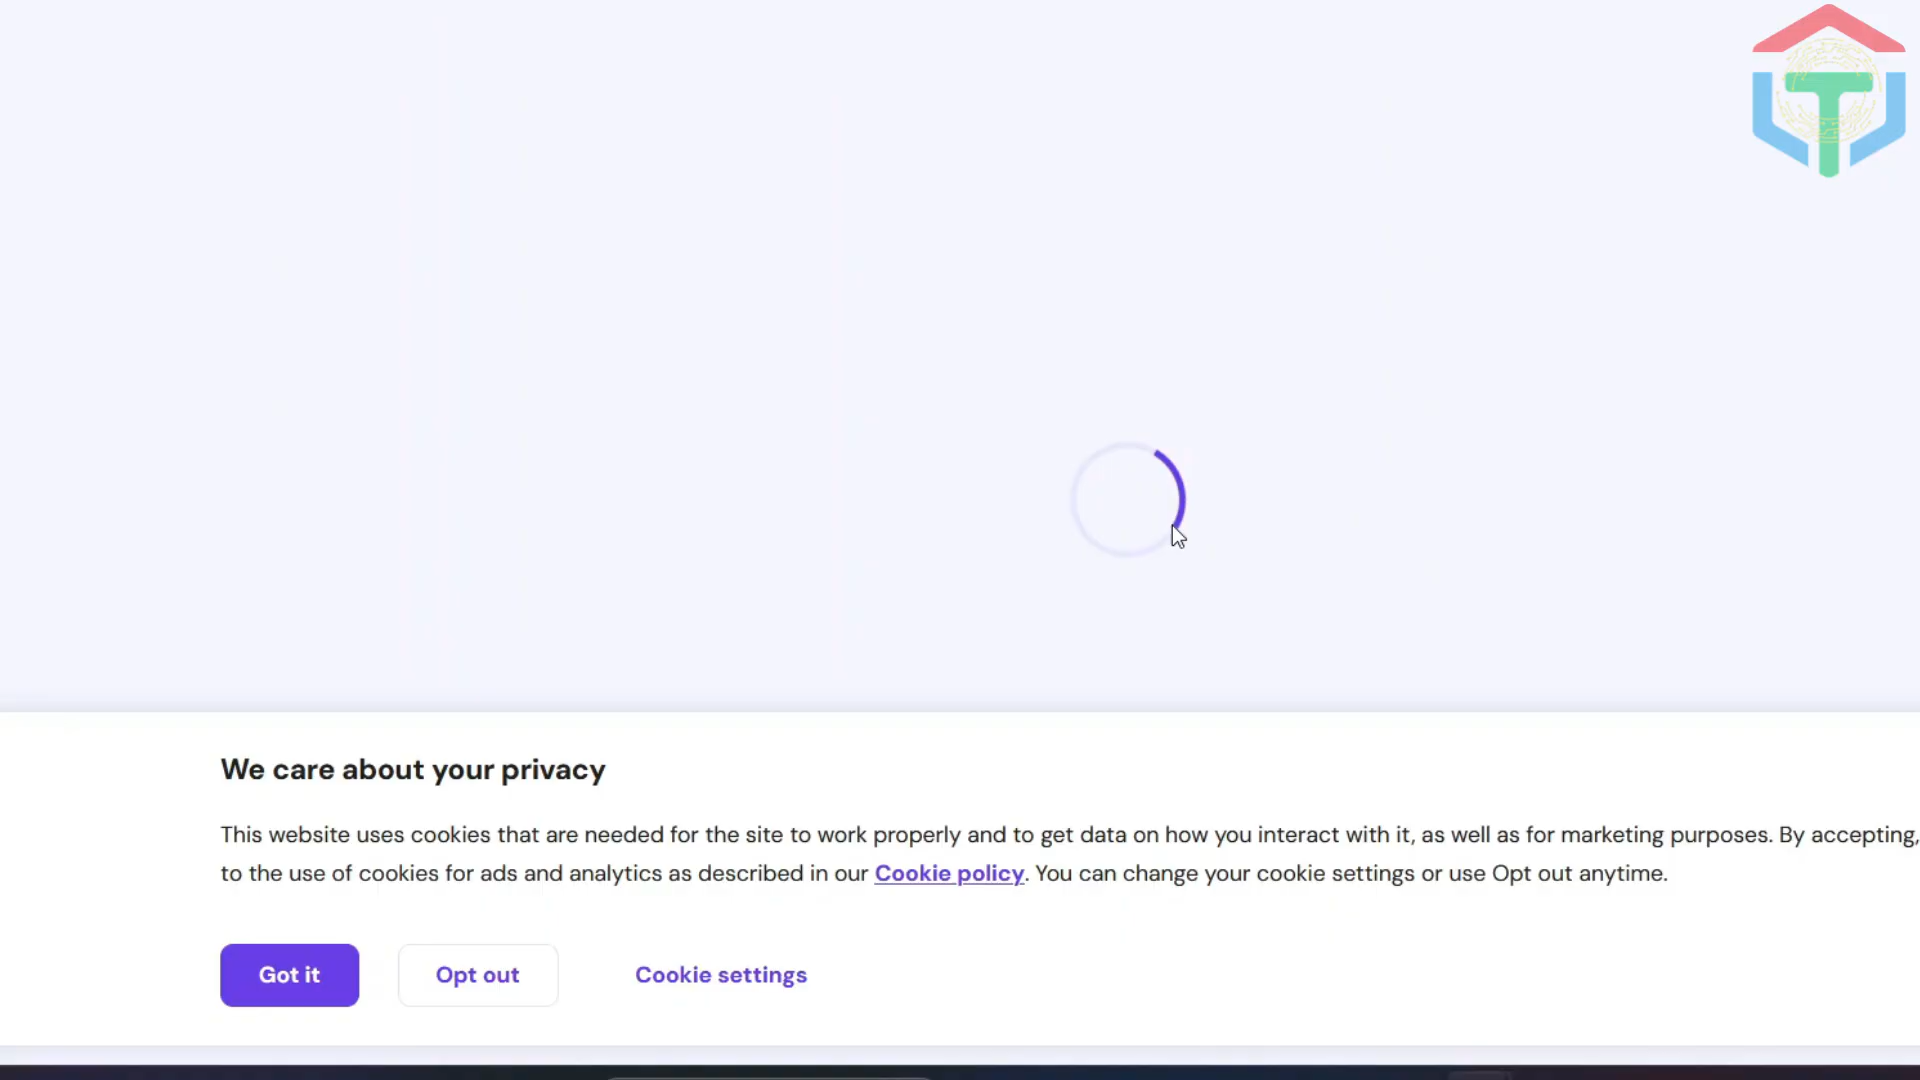 We care about your privacy
This website uses cookies that are needed for the site to work properly and to get data on how you interact with it, as well as for marketing purposes. By accepting,
to the use of cookies for ads and analytics as described in our Cookie policy. You can change your cookie settings or use Opt out anytime.
Got it
Opt out
Cookie settings